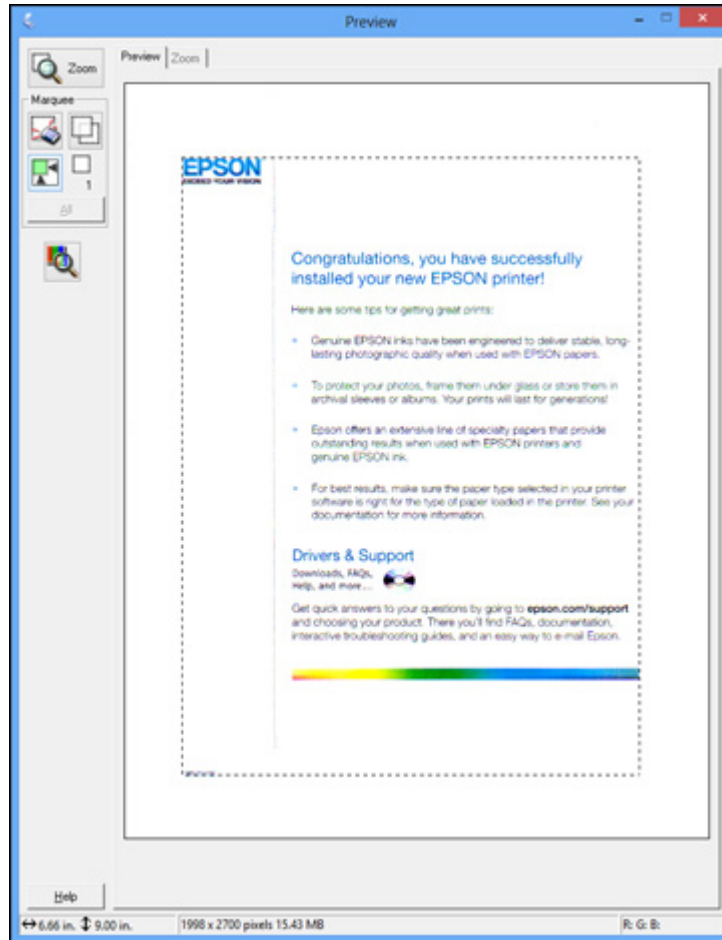 Preview
Zoom
Preview Zoom
Marquee
1
All
EPSON
EXCEED YOUR VISION
Congratulations, you have successfully
installed your new EPSON printer!
Here are some tips for getting great prints:
Genuine EPSON inks have been engineered to deliver stable, long-
lasting photographic quality when used with EPSON papers.
To protect your photos, frame them under glass or store them in
archival sleeves or albums. Your prints will last for generations!
Epson offers an extensive line of specialty papers that provide
outstanding results when used with EPSON printers and
genuine EPSON ink.
For best results, make sure the paper type selected in your printer
software is right for the type of paper loaded in the printer. See your
documentation for more information.
Drivers & Support
Downloads, FAQs,
Help, and more...
Get quick answers to your questions by going to epson.com/support
and choosing your product. There you'll find FAQs, documentation,
interactive troubleshooting guides, and an easy way to e-mail Epson.
Help
6.66 in. 9.00 in. 1998 x 2700 pixels 15.43 MB R: G: B: